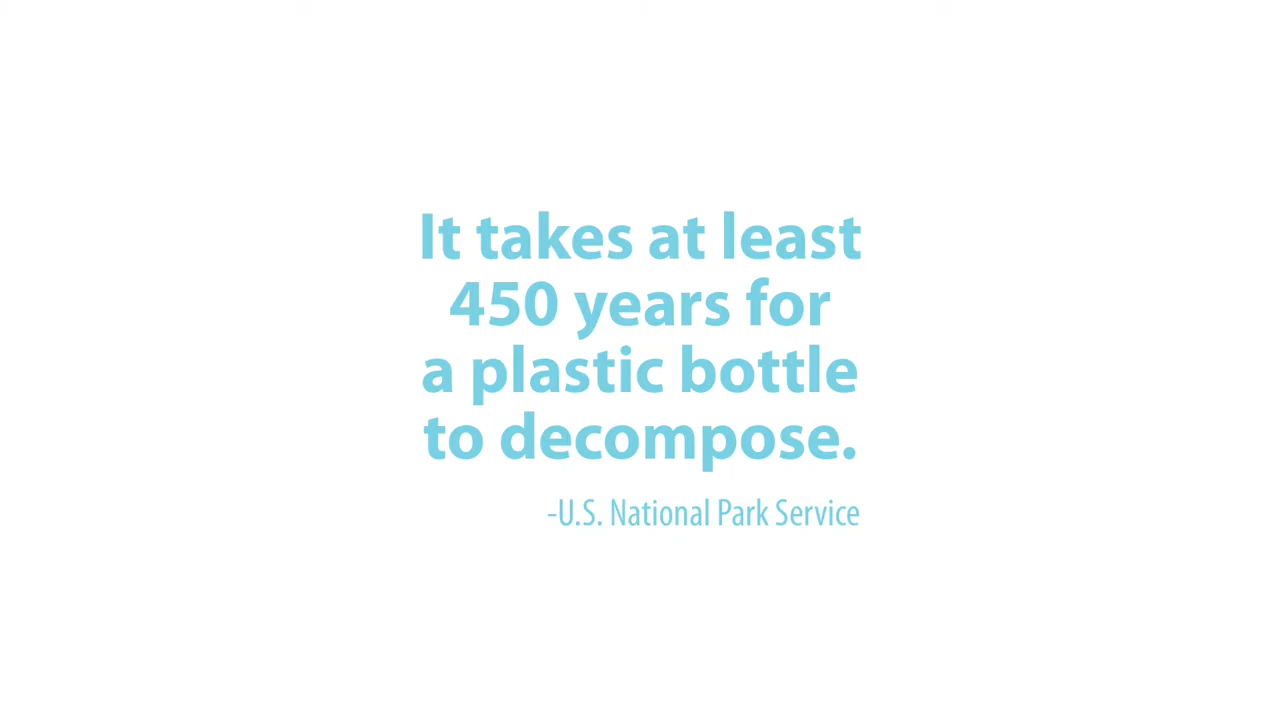 It takes at least
450 years for
a plastic bottle
to decompose.
-U.S. National Park Service